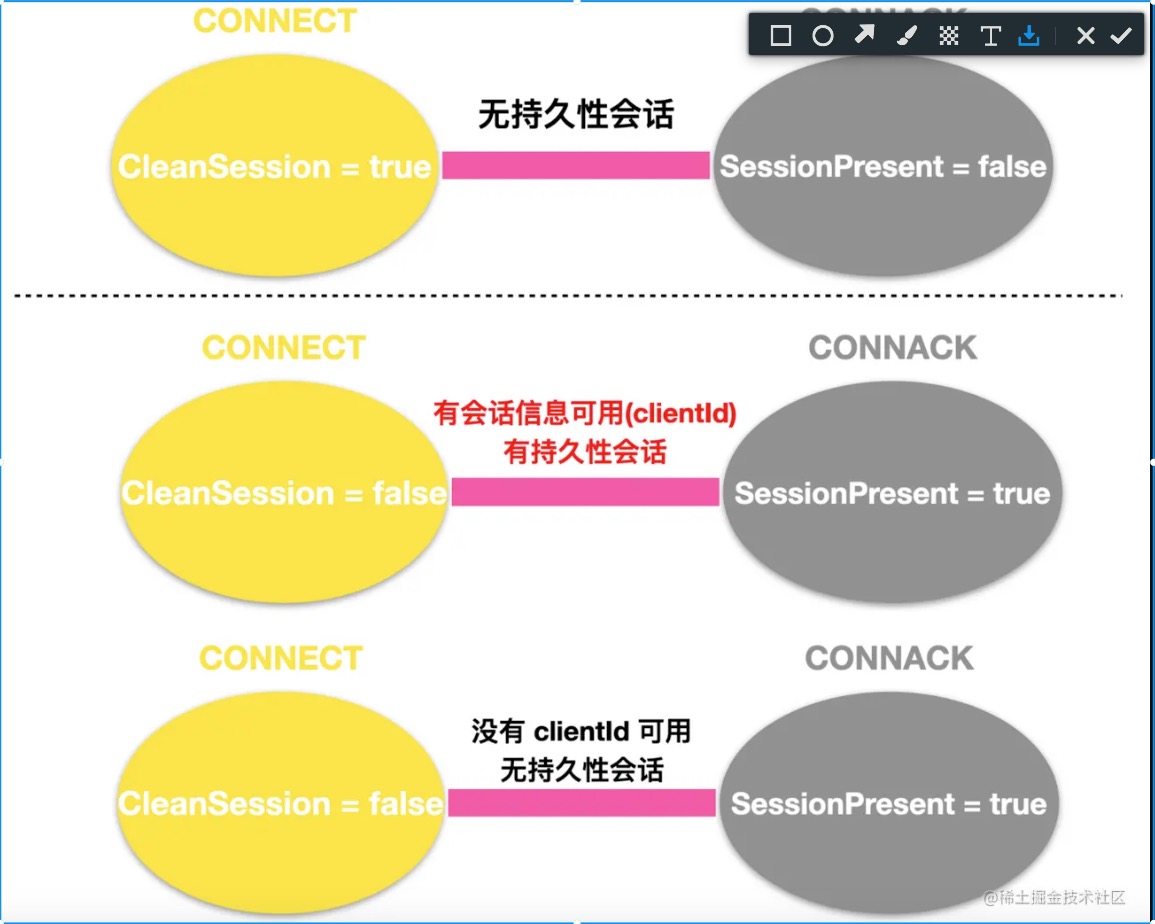 CONNECT
CONNACK
无持久性会话
CleanSession = true
SessionPresent = false
CONNECT
CONNACK
有会话信息可用(clientId)
有持久性会话
CleanSession = false
SessionPresent = true
CONNECT
CONNACK
没有 clientId 可用
无持久性会话
CleanSession = false
SessionPresent = true
@稀土掘金技术社区